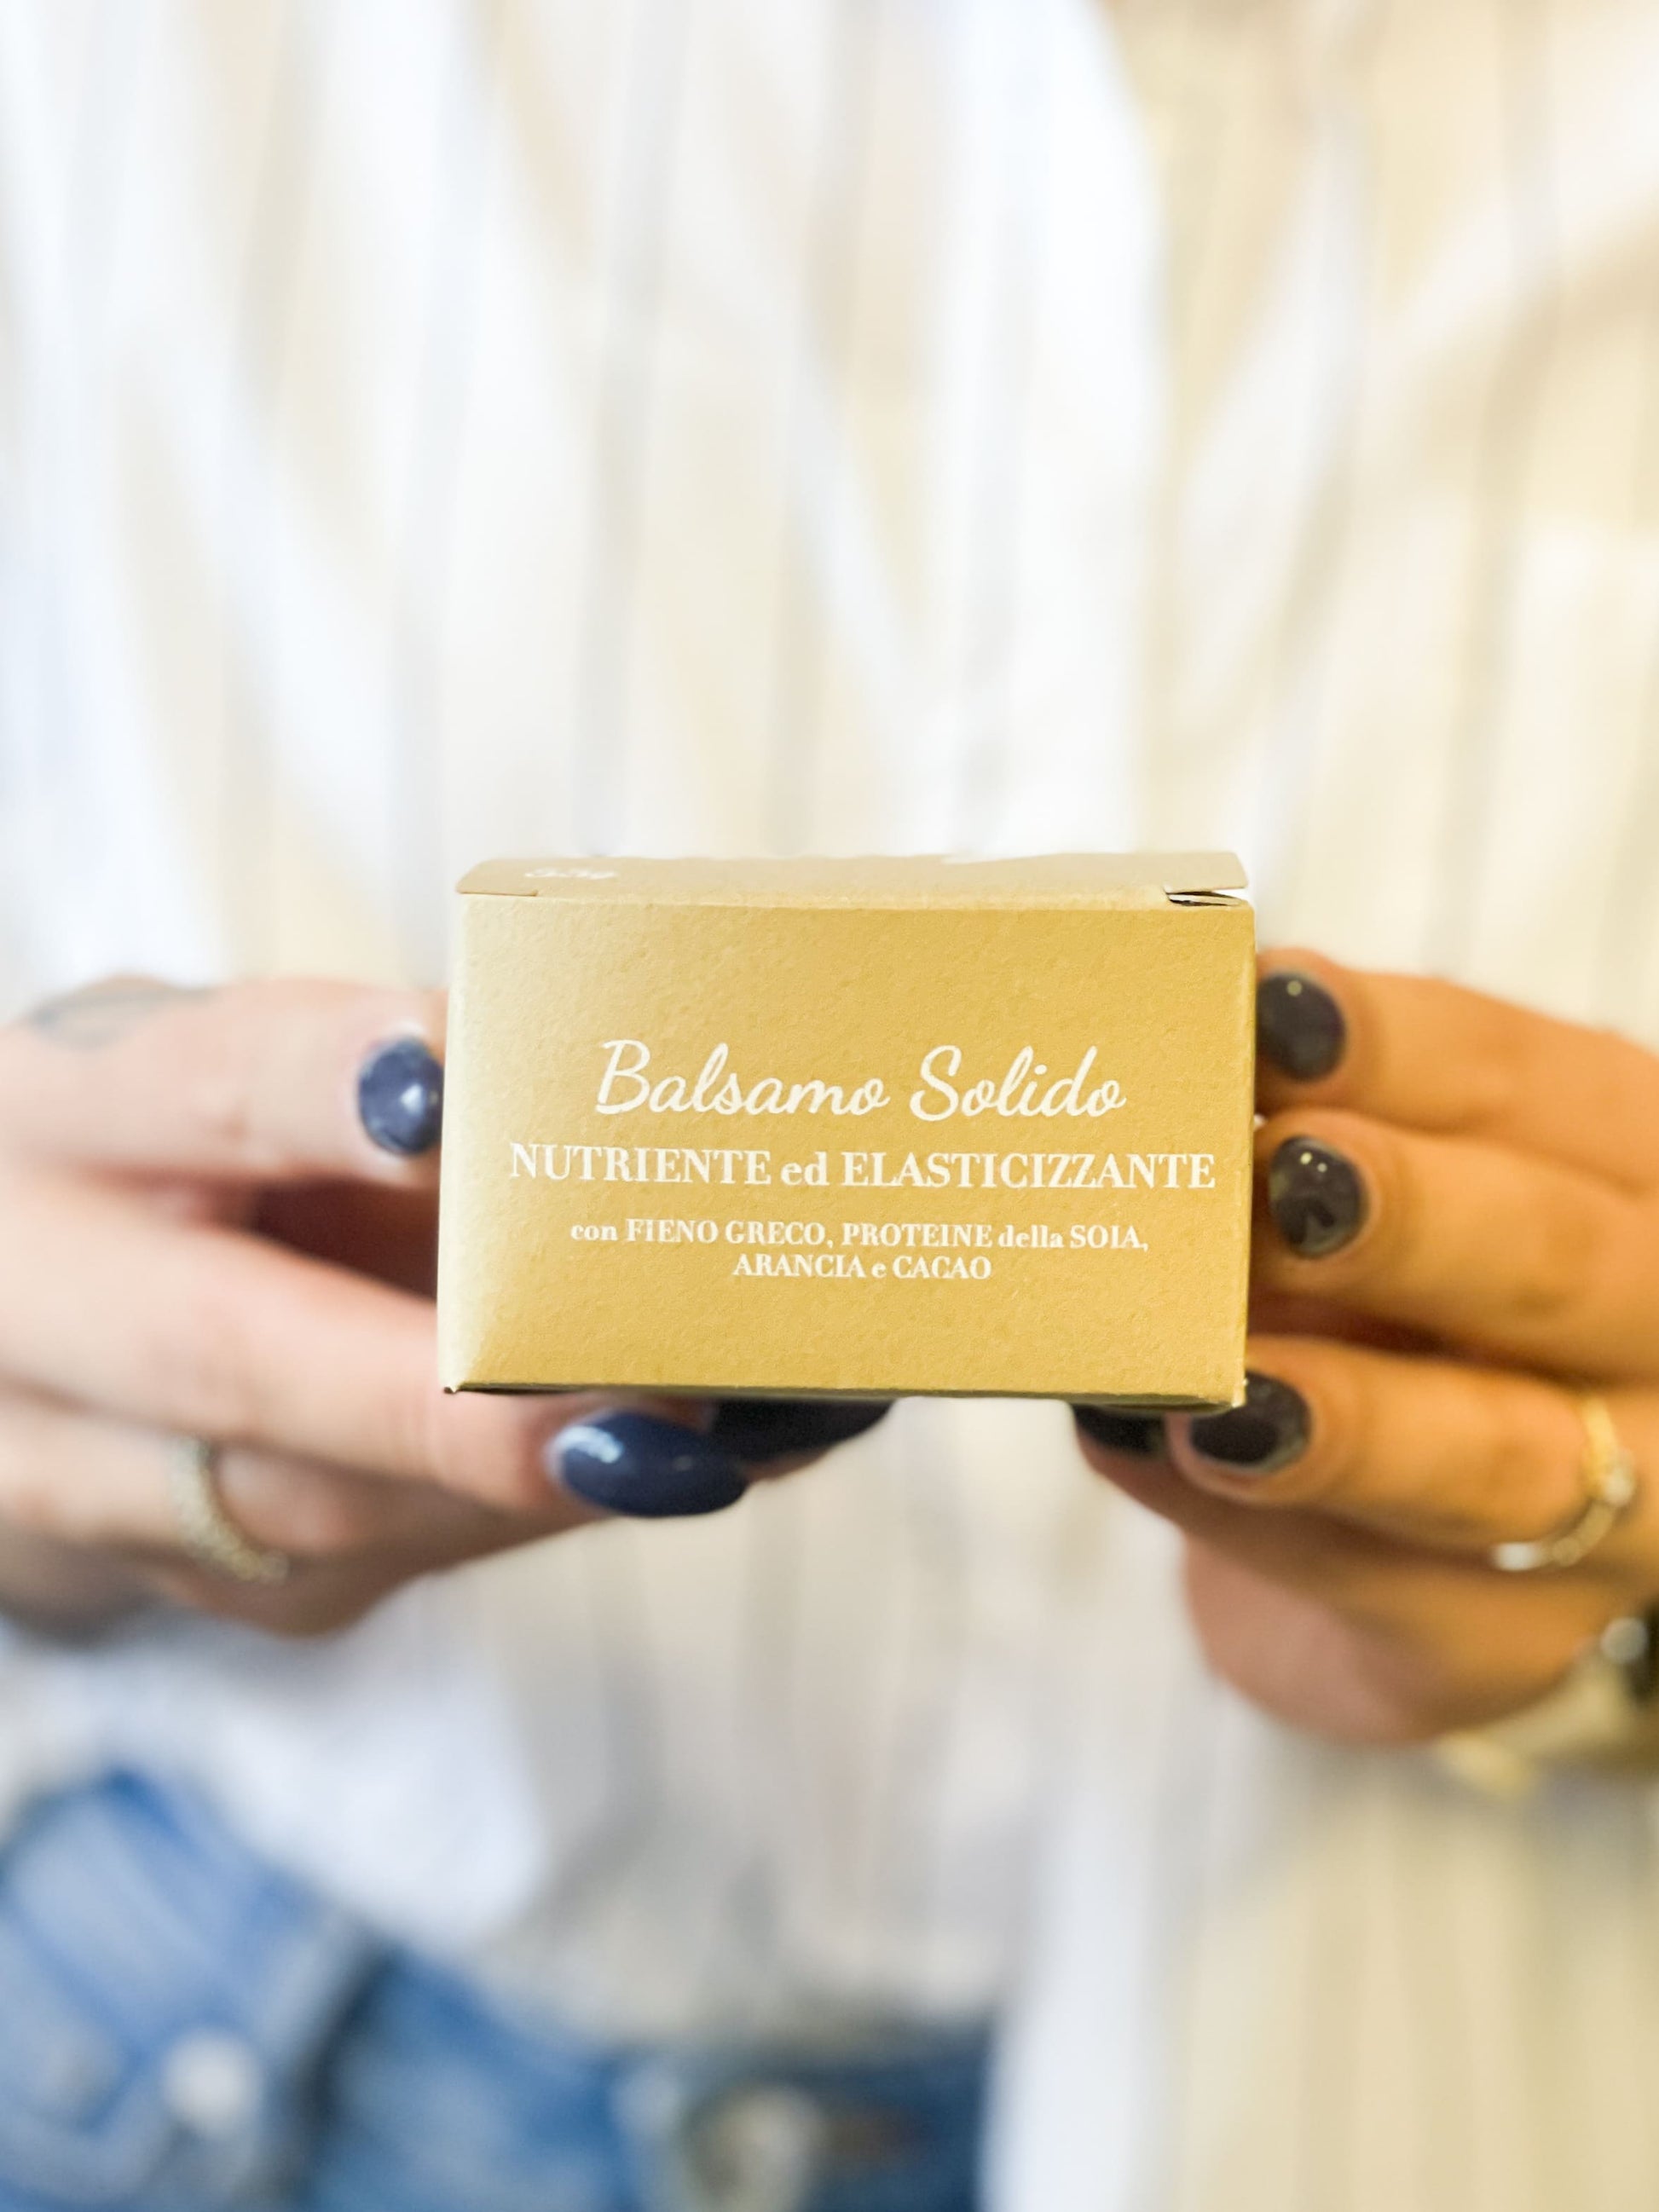 Balsamo Solido
NUTRIENTE ed ELASTICIZZANTE
con FIENO GRECO, PROTEINE della SOIA,
ARANCIA e CACAO